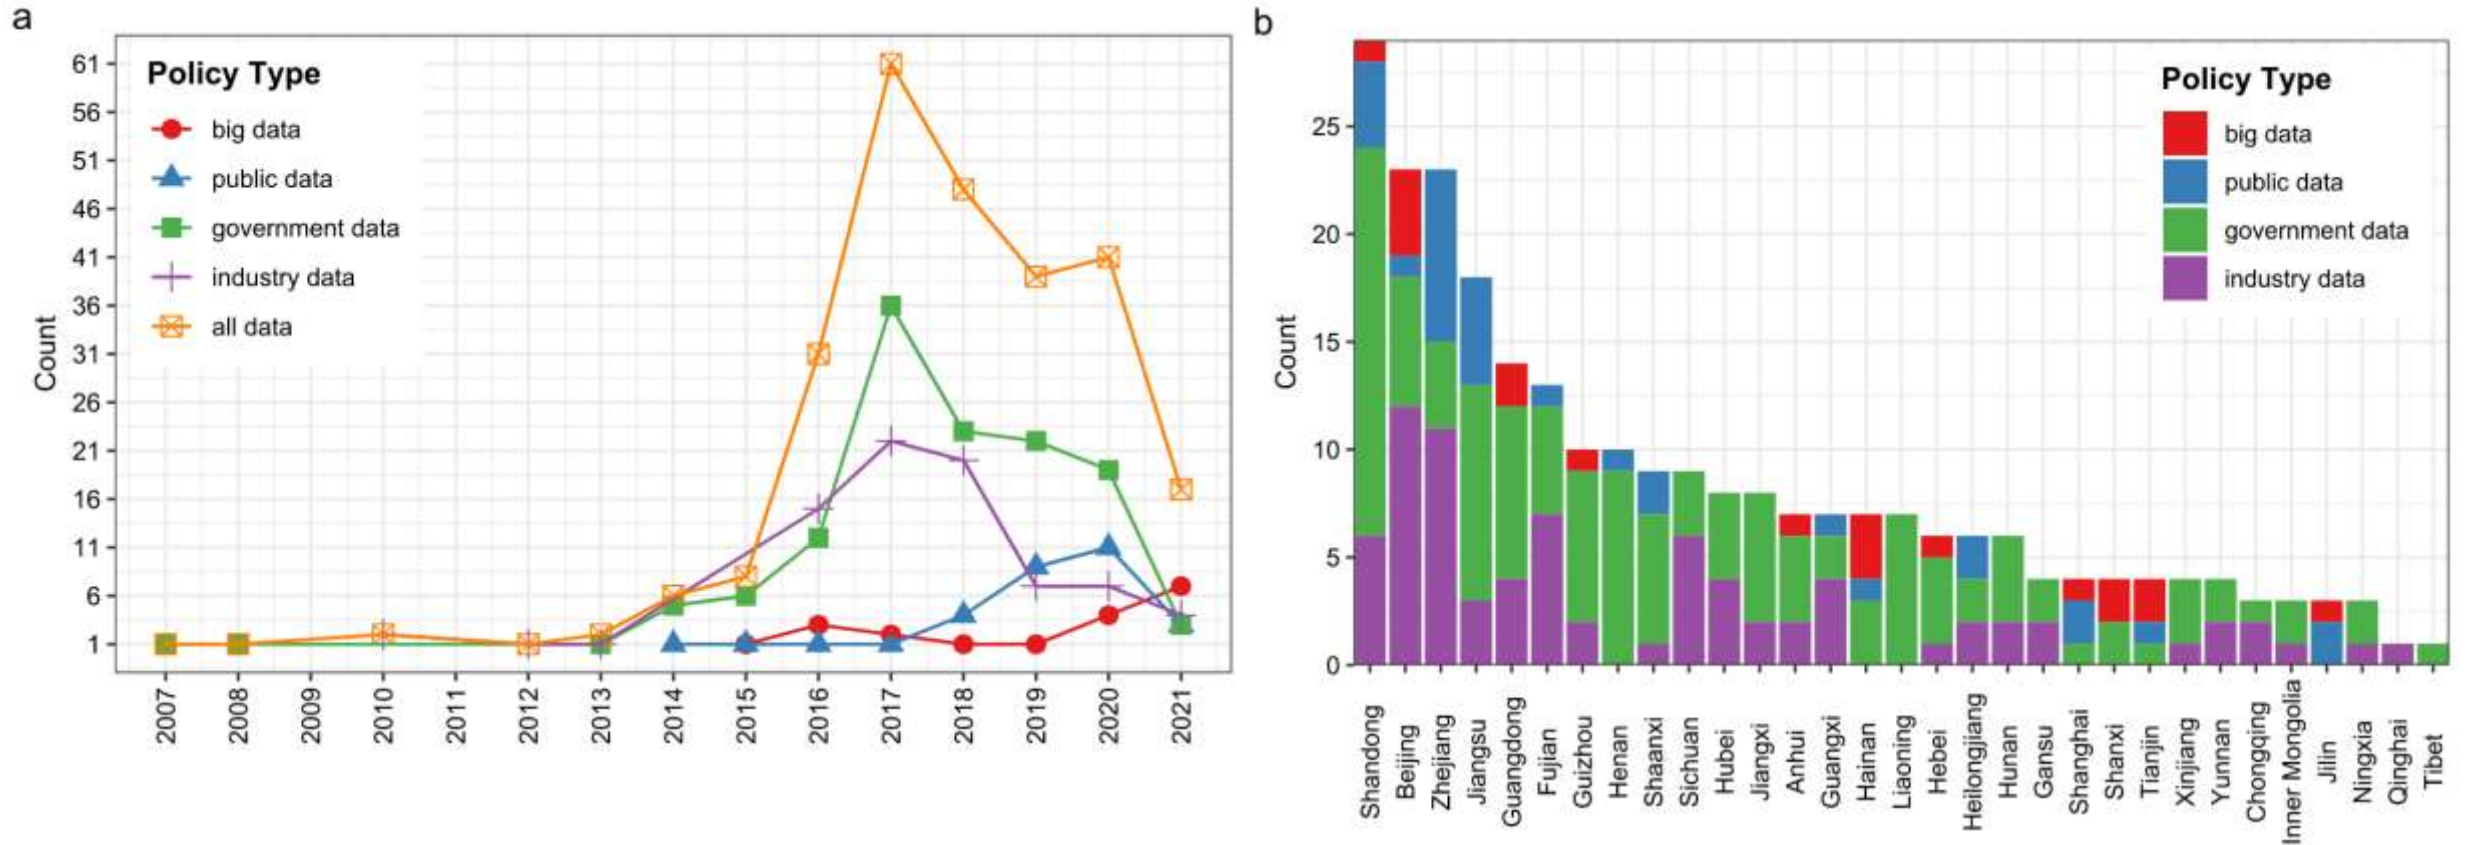 a
Policy Type
big data
public data
government data
industry data
all data
Count
61
56
51
46
41
36
31
26
21
16
11
6
1
2007
2008
2009
2010
2011
2012
2013
2014
2015
2016
2017
2018
2019
2020
2021
b
Policy Type
big data
public data
government data
industry data
Count
25
20
15
10
5
0
Shandong
Beijing
Zhejiang
Jiangsu
Guangdong
Fujian
Guizhou
Henan
Shaanxi
Sichuan
Hubei
Jiangxi
Anhui
Guangxi
Hainan
Liaoning
Hebei
Heilongjiang
Hunan
Gansu
Shanghai
Shanxi
Tianjin
Xinjiang
Yunnan
Chongqing
Inner Mongolia
Jilin
Ningxia
Qinghai
Tibet